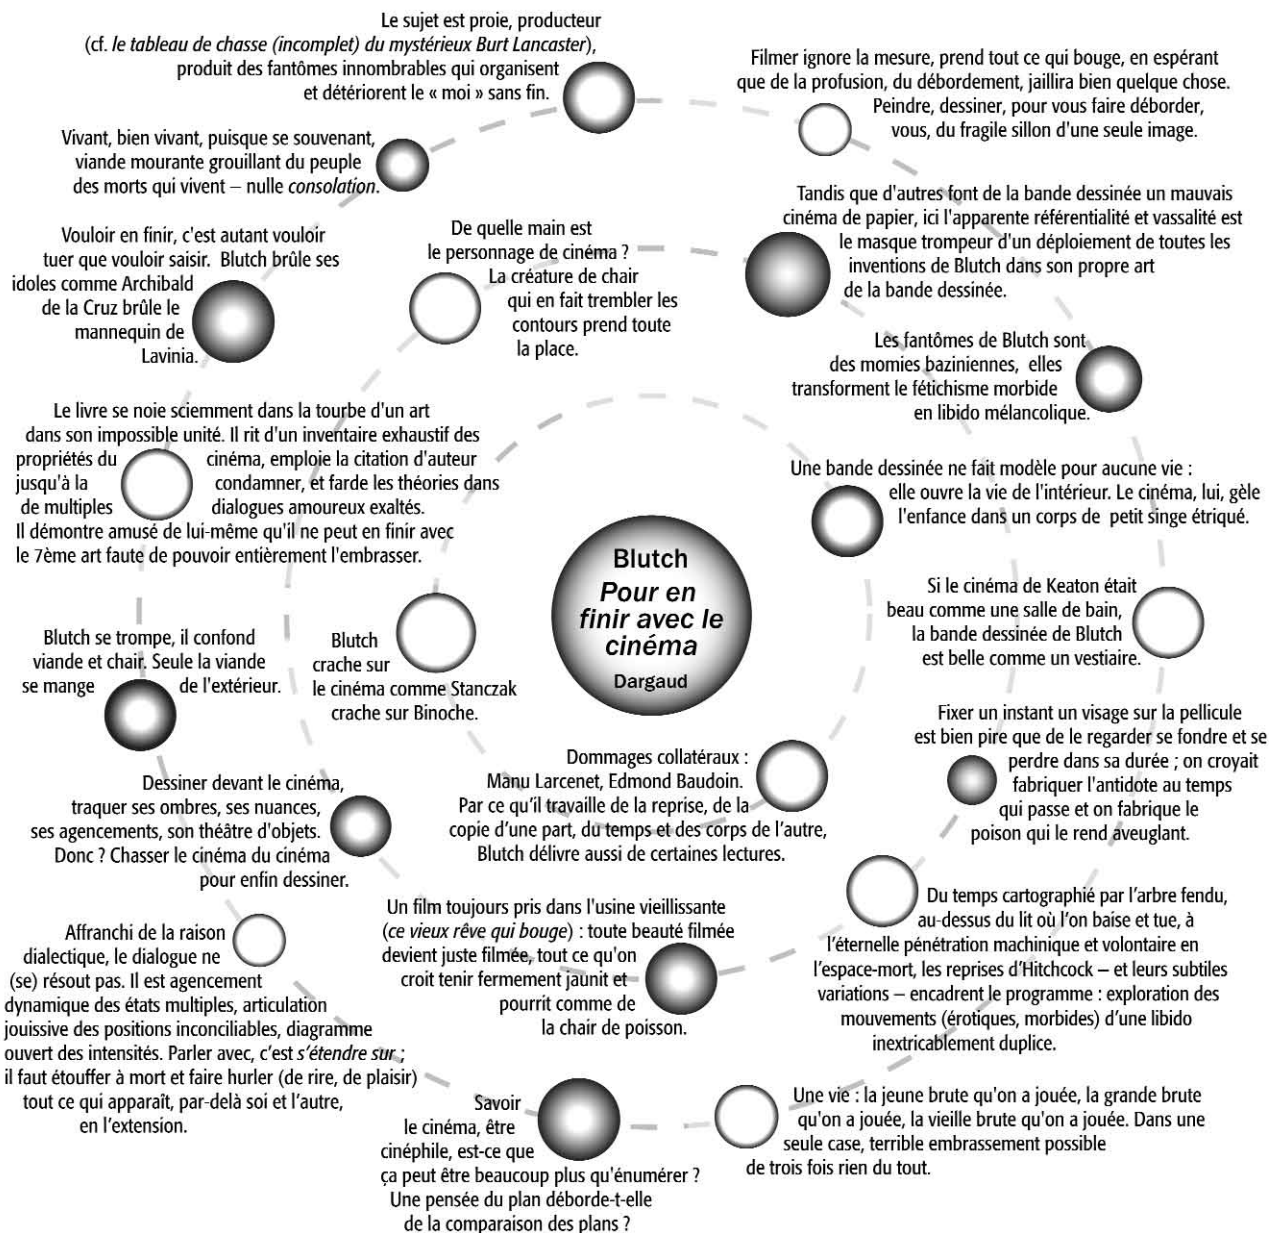 Le sujet est proie, producteur
(cf. le tableau de chasse (incomplet) du mystérieux Burt Lancaster),
produit des fantômes innombrables qui organisent
et détériorent le « moi » sans fin.
Filmer ignore la mesure, prend tout ce qui bouge, en espérant
que de la profusion, du débordement, jaillira bien quelque chose.
Peindre, dessiner, pour vous faire déborder,
vous, du fragile sillon d'une seule image.
Vivant, bien vivant, puisque se souvenant,
viande mourante grouillant du peuple
des morts qui vivent – nulle consolation.
Tandis que d'autres font de la bande dessinée un mauvais
cinéma de papier, ici l'apparente référentialité et vassalité est
le masque trompeur d'un déploiement de toutes les
inventions de Blutch dans son propre art
de la bande dessinée.
De quelle main est
le personnage de cinéma ?
La créature de chair
qui en fait trembler les
contours prend toute
la place.
Vouloir en finir, c'est autant vouloir
tuer que vouloir saisir. Blutch brûle ses
idoles comme Archibald
de la Cruz brûle le
mannequin de
Lavinia.
Les fantômes de Blutch sont
des momies baziniennes, elles
transforment le fétichisme morbide
en libido mélancolique.
Le livre se noie sciemment dans la tourbe d'un art
dans son impossible unité. Il rit d'un inventaire exhaustif des
propriétés du cinéma, emploie la citation d'auteur
jusqu'à la condamner, et farde les théories dans
de multiples dialogues amoureux exaltés.
Il démontre amusé de lui-même qu'il ne peut en finir avec
le 7ème art faute de pouvoir entièrement l'embrasser.
Une bande dessinée ne fait modèle pour aucune vie :
elle ouvre la vie de l'intérieur. Le cinéma, lui, gèle
l'enfance dans un corps de petit singe étriqué.
Blutch
Pour en
finir avec le
cinéma
Dargaud
Si le cinéma de Keaton était
beau comme une salle de bain,
la bande dessinée de Blutch
est belle comme un vestiaire.
Blutch se trompe, il confond
viande et chair. Seule la viande
se mange de l'extérieur.
Blutch
crache sur
le cinéma comme Stanczak
crache sur Binoche.
Fixer un instant un visage sur la pellicule
est bien pire que de le regarder se fondre et se
perdre dans sa durée ; on croyait
fabriquer l'antidote au temps
qui passe et on fabrique le
poison qui le rend aveuglant.
Dommages collatéraux :
Manu Larcenet, Edmond Baudoin.
Par ce qu'il travaille de la reprise, de la
copie d'une part, du temps et des corps de l'autre,
Blutch délivre aussi de certaines lectures.
Dessiner devant le cinéma,
traquer ses ombres, ses nuances,
ses agencements, son théâtre d'objets.
Donc ? Chasser le cinéma du cinéma
pour enfin dessiner.
Du temps cartographié par l'arbre fendu,
au-dessus du lit où l'on baise et tue, à
l'éternelle pénétration machinique et volontaire en
l'espace-mort, les reprises d'Hitchcock – et leurs subtiles
variations – encadrent le programme : exploration des
mouvements (érotiques, morbides) d'une libido
inextricablement duplice.
Un film toujours pris dans l'usine vieillissante
(ce vieux rêve qui bouge) : toute beauté filmée
devient juste filmée, tout ce qu'on
croit tenir fermement jaunit et
pourrit comme de
la chair de poisson.
Affranchi de la raison
dialectique, le dialogue ne
(se) résout pas. Il est agencement
dynamique des états multiples, articulation
jouissive des positions inconciliables, diagramme
ouvert des intensités. Parler avec, c'est s'étendre sur ;
il faut étouffer à mort et faire hurler (de rire, de plaisir)
tout ce qui apparaît, par-delà soi et l'autre,
en l'extension.
Savoir
le cinéma, être
cinéphile, est-ce que
ça peut être beaucoup plus qu'énumérer ?
Une pensée du plan déborde-t-elle
de la comparaison des plans ?
Une vie : la jeune brute qu'on a jouée, la grande brute
qu'on a jouée, la vieille brute qu'on a jouée. Dans une
seule case, terrible embrassement possible
de trois fois rien du tout.